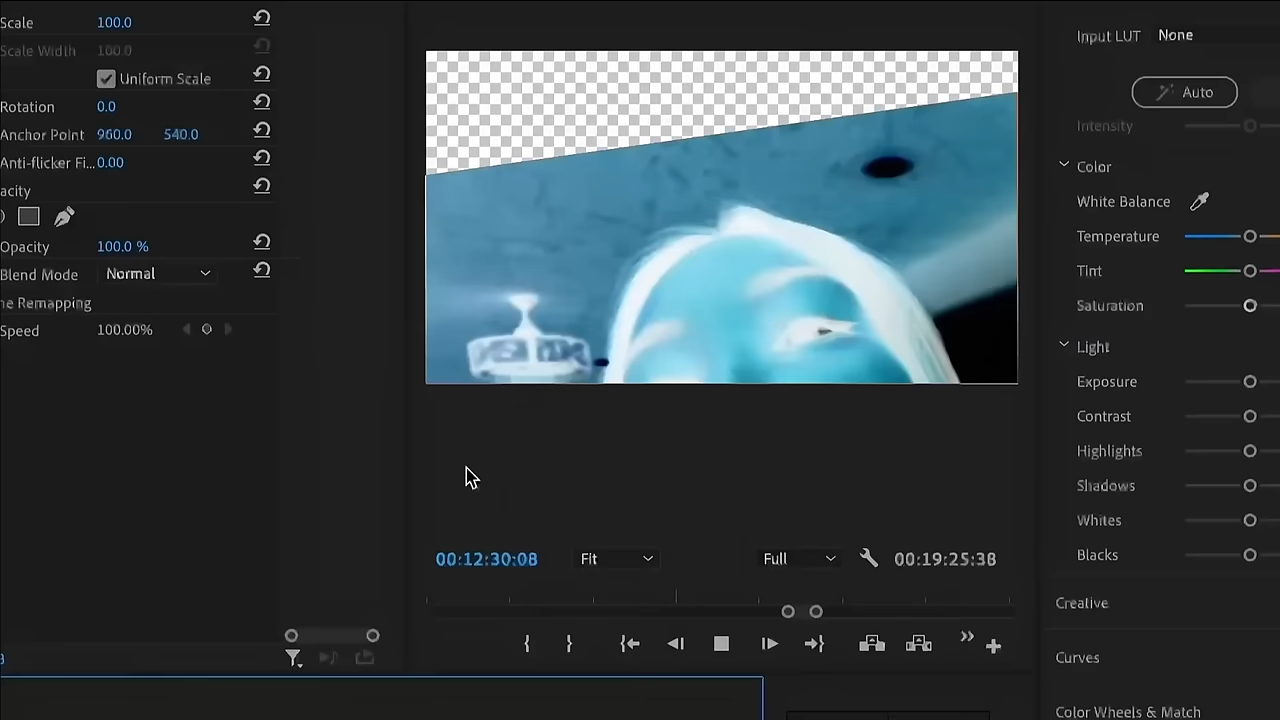 Scale 100.0
Scale Width 100.0
Uniform Scale
Rotation 0.0
Anchor Point 960.0 540.0
Anti-flicker Fi... 0.00
acity
Opacity 100.0 %
Blend Mode Normal
ne Remapping
Speed 100.00%
00:12:30:08 Fit Full 00:19:25:38
Input LUT None
Auto
Intensity
Color
White Balance
Temperature
Tint
Saturation
Light
Exposure
Contrast
Highlights
Shadows
Whites
Blacks
Creative
Curves
Color Wheels & Match